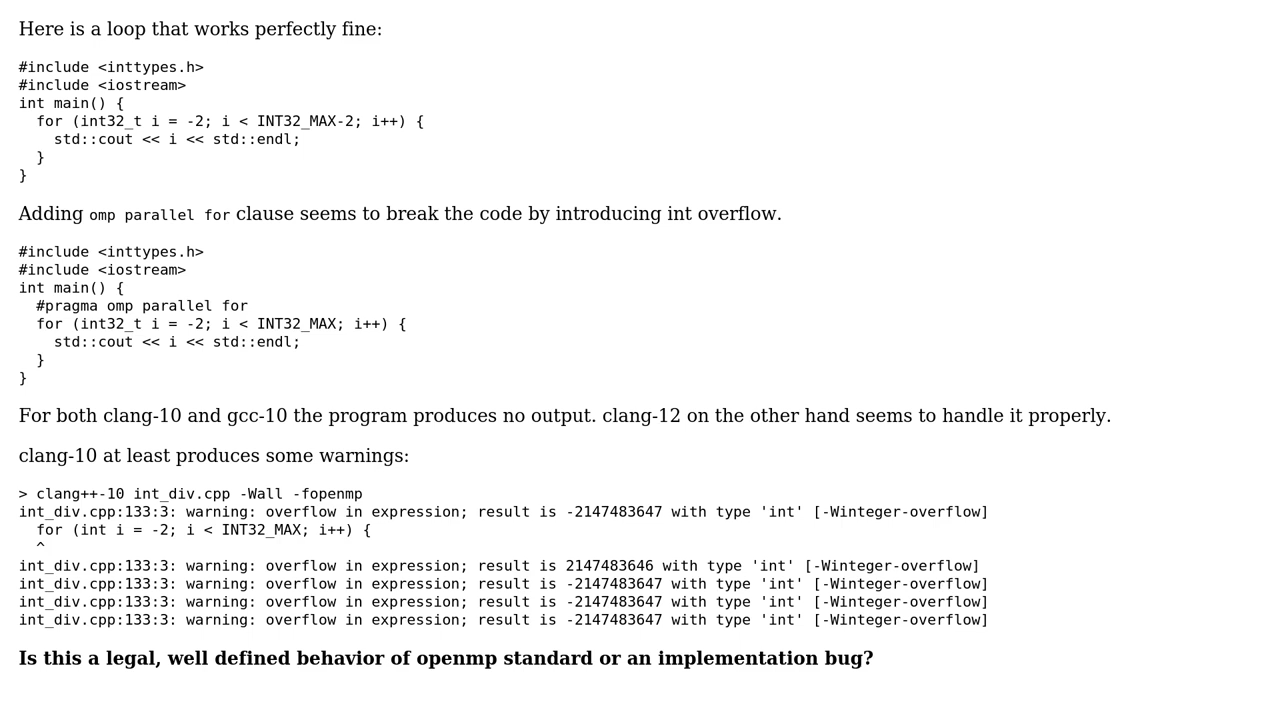 Here is a loop that works perfectly fine:
#include <inttypes.h>
#include <iostream>
int main() {
  for (int32_t i = -2; i < INT32_MAX-2; i++) {
    std::cout << i << std::endl;
  }
}
Adding omp parallel for clause seems to break the code by introducing int overflow.
#include <inttypes.h>
#include <iostream>
int main() {
  #pragma omp parallel for
  for (int32_t i = -2; i < INT32_MAX; i++) {
    std::cout << i << std::endl;
  }
}
For both clang-10 and gcc-10 the program produces no output. clang-12 on the other hand seems to handle it properly.
clang-10 at least produces some warnings:
> clang++-10 int_div.cpp -Wall -fopenmp
int_div.cpp:133:3: warning: overflow in expression; result is -2147483647 with type 'int' [-Winteger-overflow]
  for (int i = -2; i < INT32_MAX; i++) {
  ^
int_div.cpp:133:3: warning: overflow in expression; result is 2147483646 with type 'int' [-Winteger-overflow]
int_div.cpp:133:3: warning: overflow in expression; result is -2147483647 with type 'int' [-Winteger-overflow]
int_div.cpp:133:3: warning: overflow in expression; result is -2147483647 with type 'int' [-Winteger-overflow]
int_div.cpp:133:3: warning: overflow in expression; result is -2147483647 with type 'int' [-Winteger-overflow]
Is this a legal, well defined behavior of openmp standard or an implementation bug?